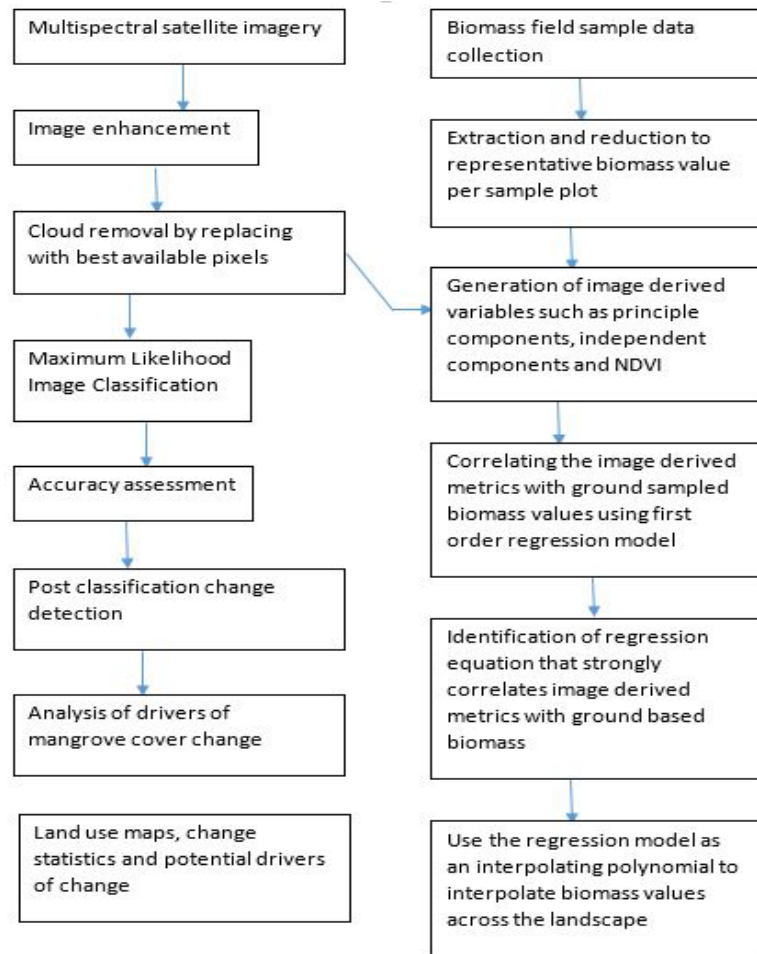 Multispectral satellite imagery
Image enhancement
Cloud removal by replacing
with best available pixels
Maximum Likelihood
Image Classification
Accuracy assessment
Post classification change
detection
Analysis of drivers of
mangrove cover change
Land use maps, change
statistics and potential drivers
of change
Biomass field sample data
collection
Extraction and reduction to
representative biomass value
per sample plot
Generation of image derived
variables such as principle
components, independent
components and NDVI
Correlating the image derived
metrics with ground sampled
biomass values using first
order regression model
Identification of regression
equation that strongly
correlates image derived
metrics with ground based
biomass
Use the regression model as
an interpolating polynomial to
interpolate biomass values
across the landscape